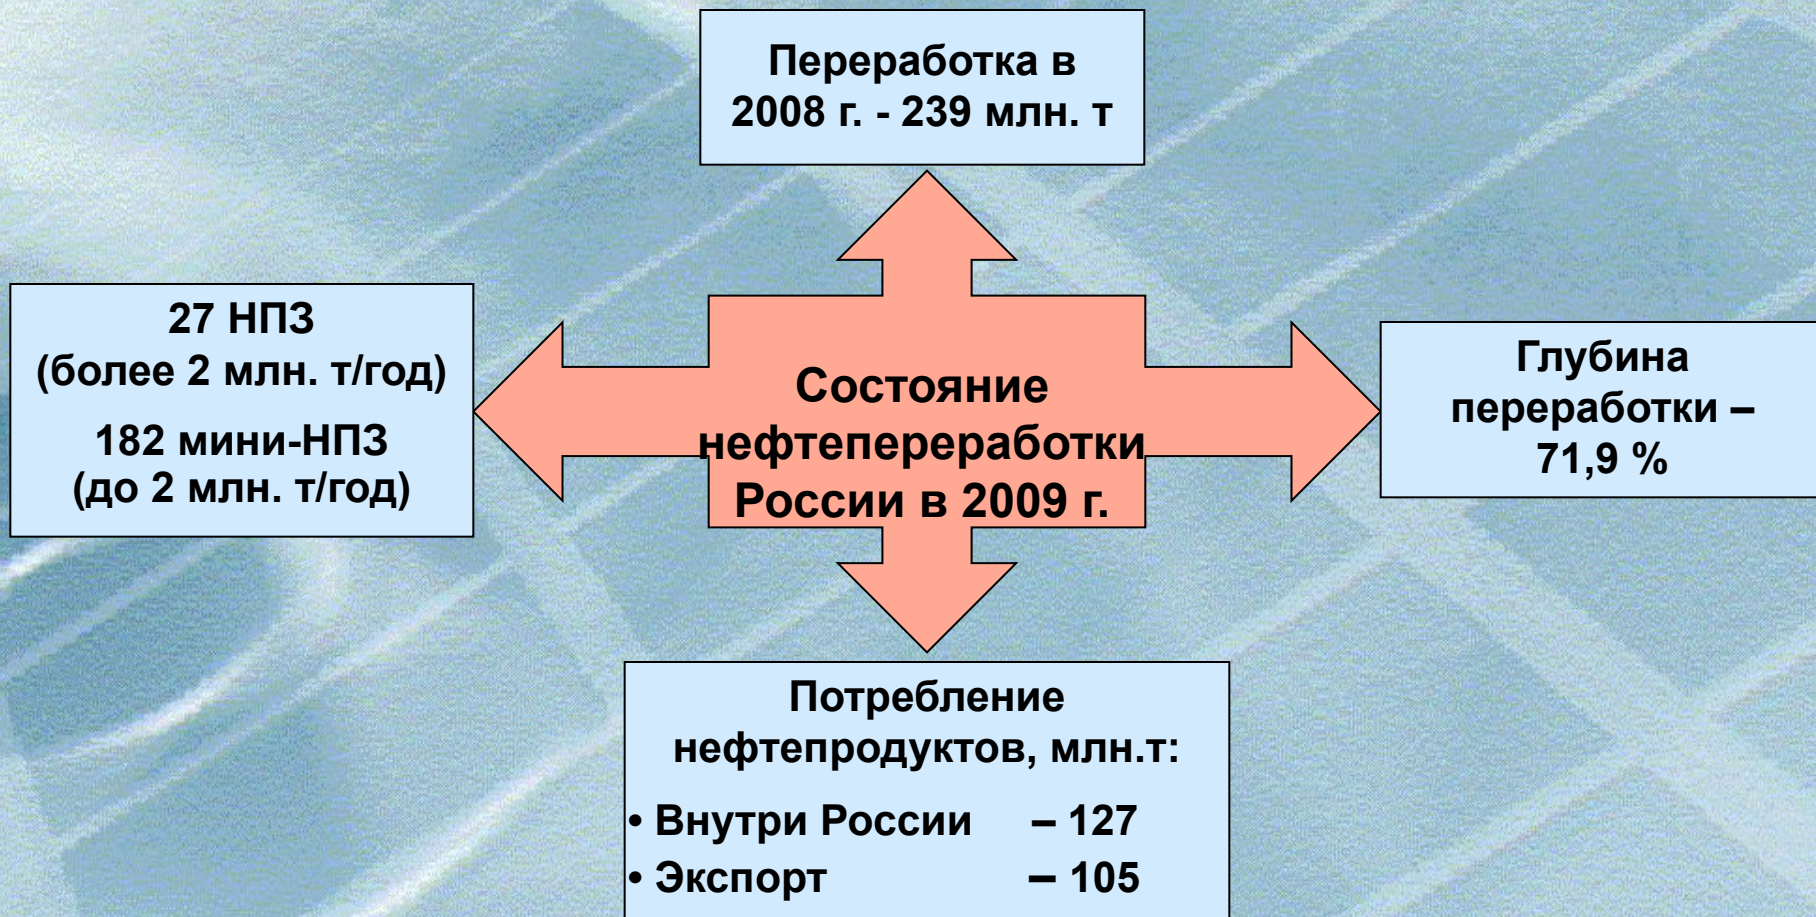 Переработка в
2008 г. - 239 млн. т
27 НПЗ
(более 2 млн. т/год)
182 мини-НПЗ
(до 2 млн. т/год)
Состояние
нефтепереработки
России в 2009 г.
Глубина
переработки –
71,9 %
Потребление
нефтепродуктов, млн.т:
• Внутри России – 127
• Экспорт – 105